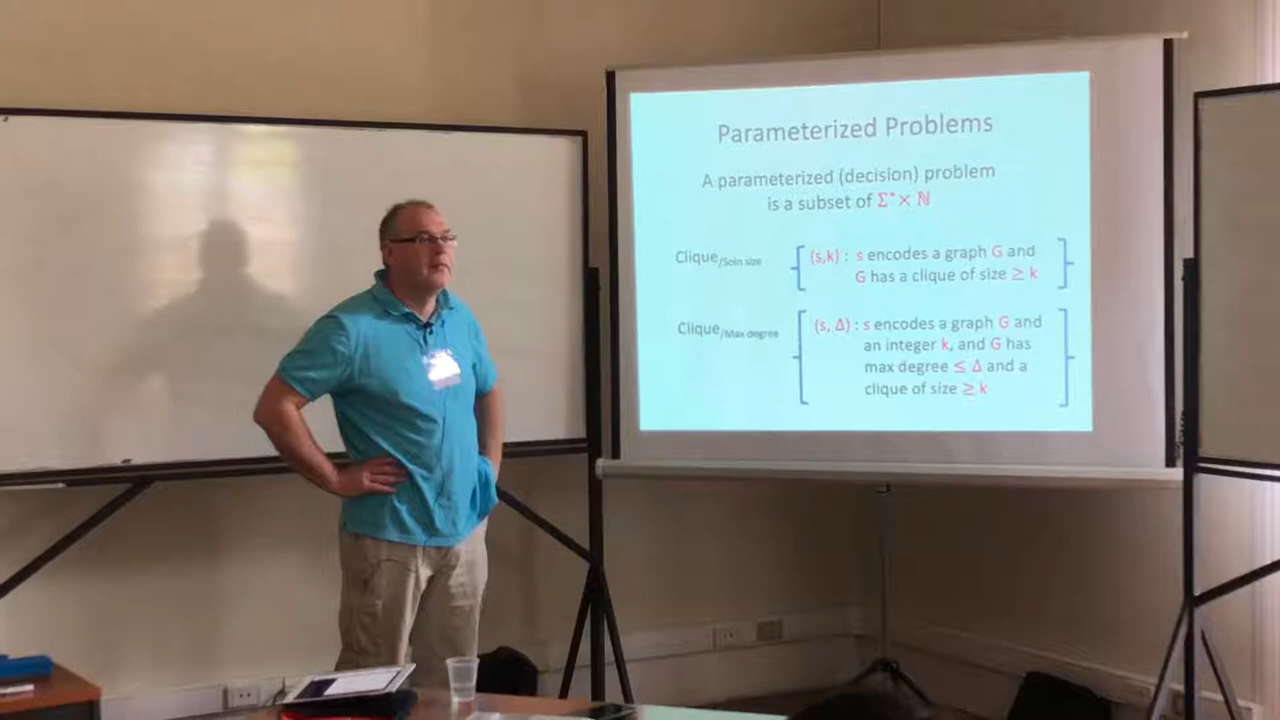 Parameterized Problems
A parameterized (decision) problem
is a subset of Σ* × ℕ
Clique/Soln size
{ (s,k) : s encodes a graph G and
G has a clique of size ≥ k }
Clique/Max degree
{ (s, Δ) : s encodes a graph G and
an integer k, and G has
max degree ≤ Δ and a
clique of size ≥ k }